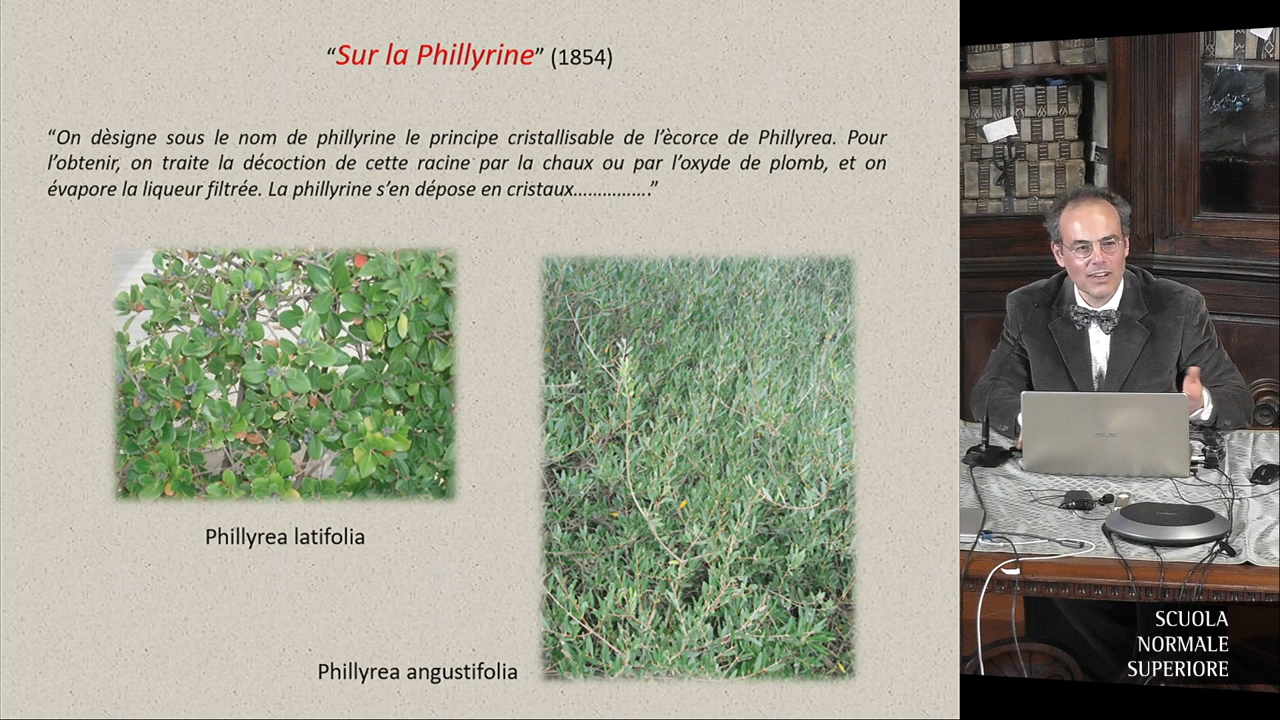 “Sur la Phillyrine” (1854)
“On dèsigne sous le nom de phillyrine le principe cristallisable de l’ècorce de Phillyrea. Pour
l’obtenir, on traite la décoction de cette racine par la chaux ou par l’oxyde de plomb, et on
évapore la liqueur filtrée. La phillyrine s’en dépose en cristaux…………….”
Phillyrea latifolia
Phillyrea angustifolia
SCUOLA
NORMALE
SUPERIORE